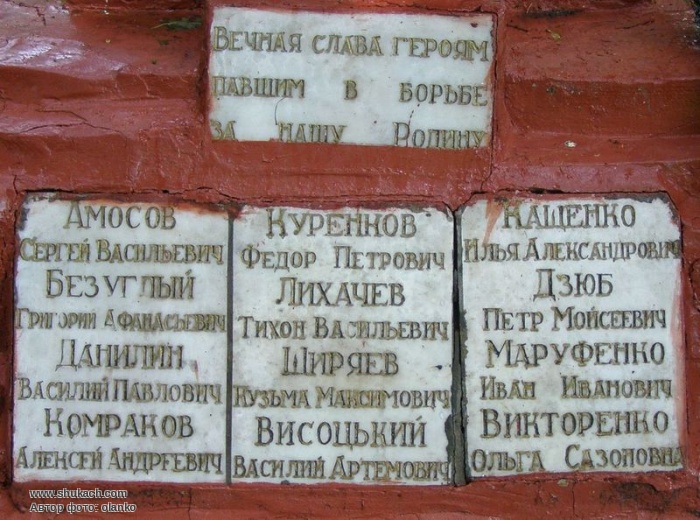 Вечная слава героям
павшим в борьбе
за нашу Родину
Амосов
Сергей Васильевич
Безуглый
Григорий Афанасьевич
Данилин
Василий Павлович
Комраков
Алексей Андреевич
Куренков
Федор Петрович
Лихачев
Тихон Васильевич
Ширяев
Кузьма Максимович
Височький
Василий Артемович
Кащенко
Илья Александрович
Дзюб
Петр Мойсеевич
Маруфенко
Иван Иванович
Викторенко
Ольга Сазоновна
www.shukach.com
Автор фото: olanko